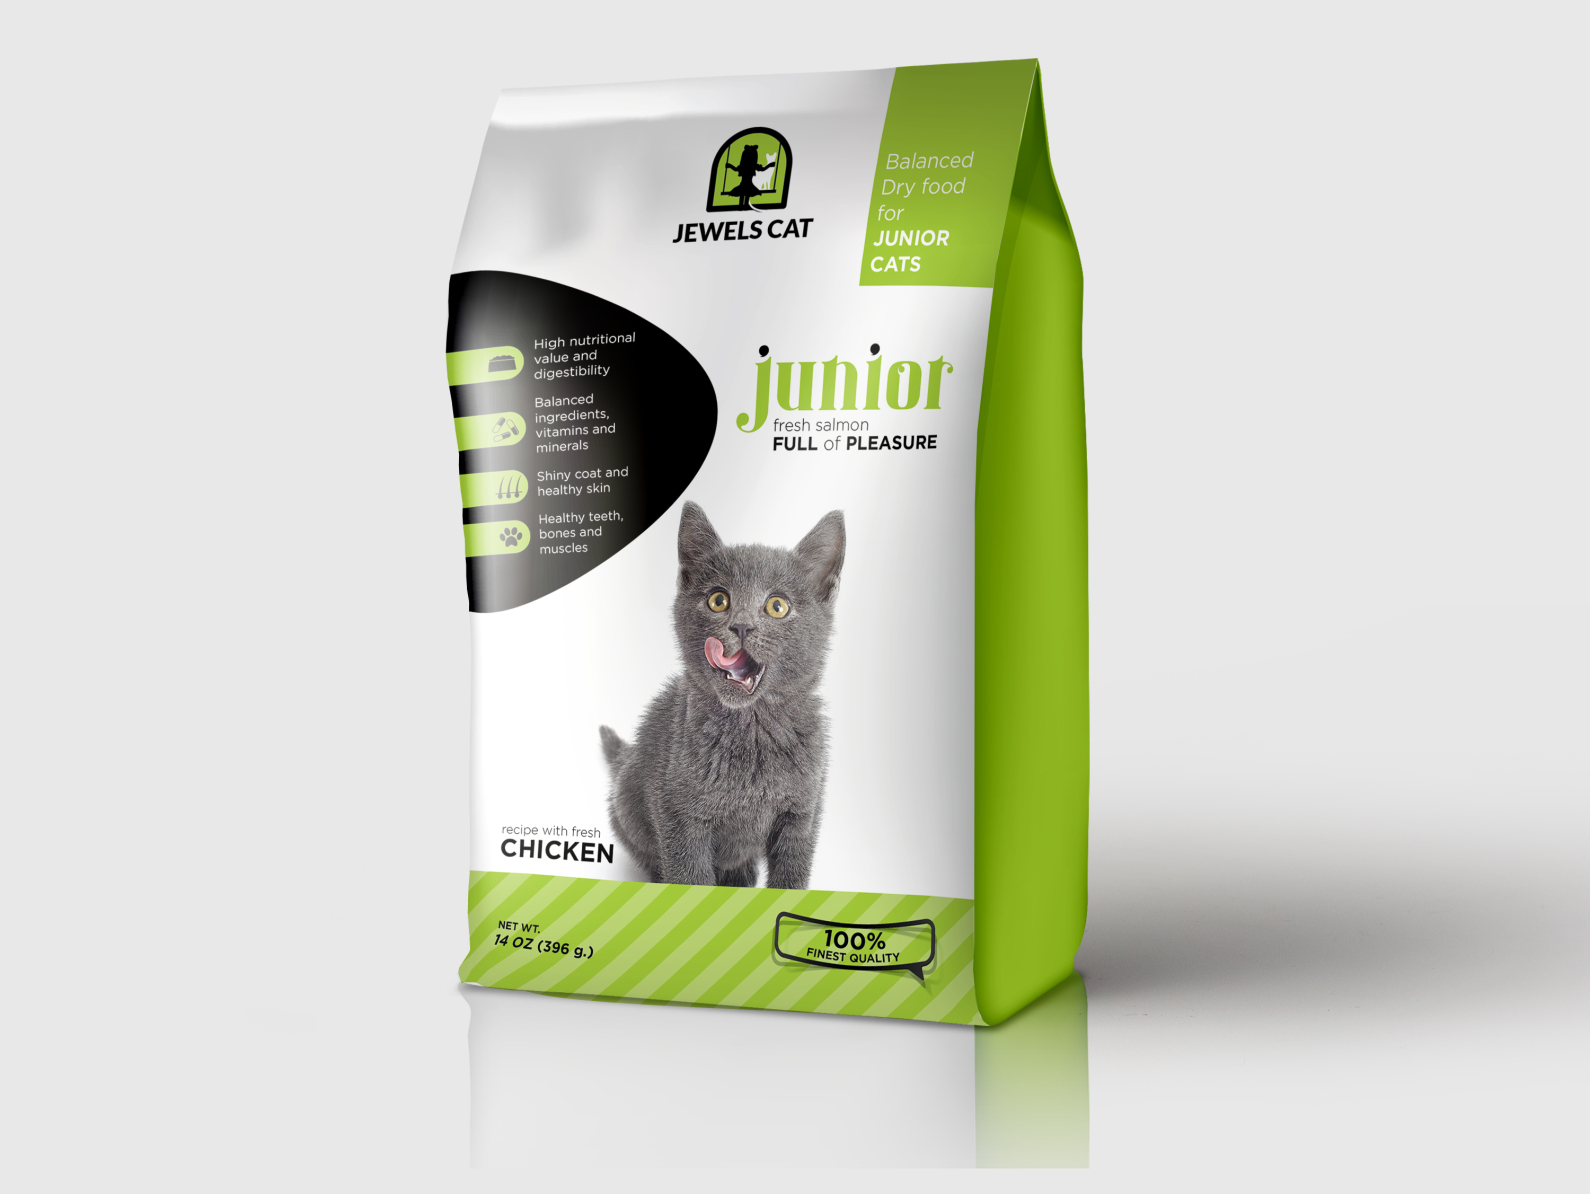 JEWELS CAT
Balanced
Dry food
for
JUNIOR
CATS
High nutritional
value and
digestibility
Balanced
ingredients,
vitamins and
minerals
Shiny coat and
healthy skin
Healthy teeth,
bones and
muscles
junior
fresh salmon
FULL of PLEASURE
recipe with fresh
CHICKEN
NET WT.
14 OZ (396 g.)
100%
FINEST QUALITY